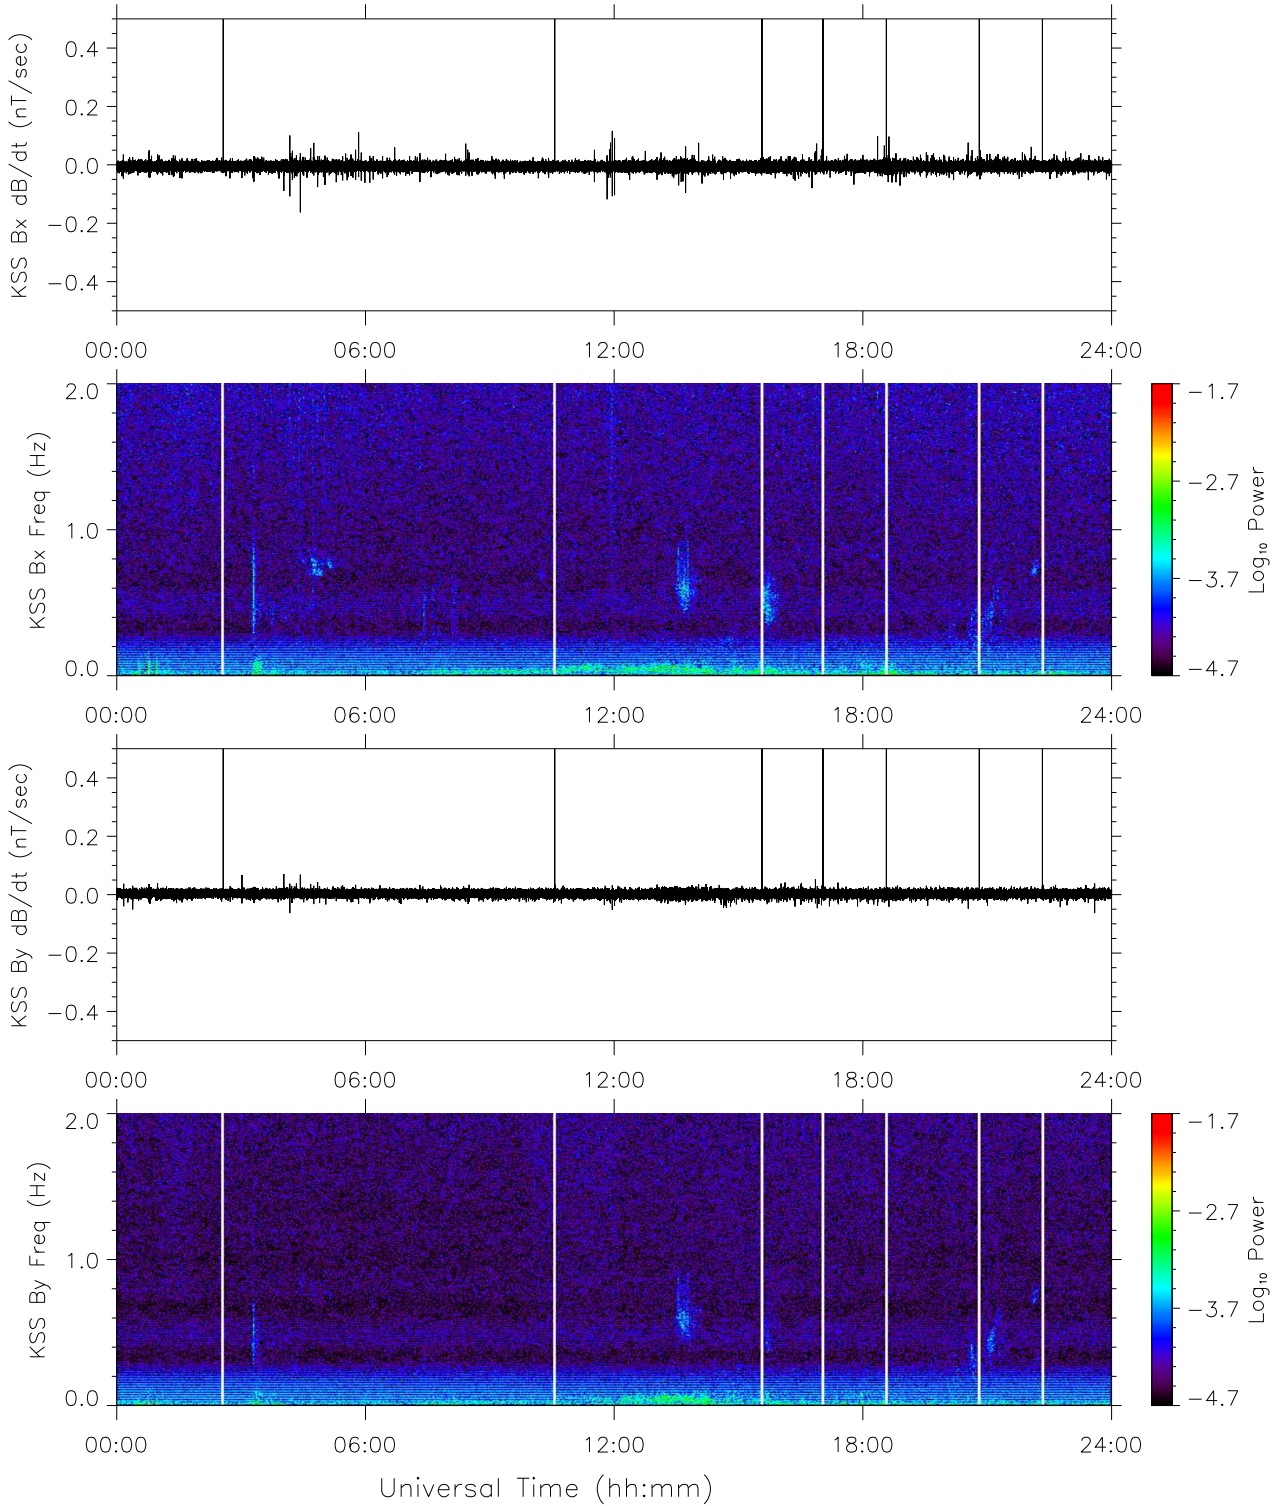 KSS Bx dB/dt (nT/sec)
0.4
0.2
0.0
−0.2
−0.4
00:00 06:00 12:00 18:00 24:00
KSS Bx Freq (Hz)
2.0
1.0
0.0
−1.7
−2.7
−3.7
−4.7
Log₁₀ Power
00:00 06:00 12:00 18:00 24:00
KSS By dB/dt (nT/sec)
0.4
0.2
0.0
−0.2
−0.4
00:00 06:00 12:00 18:00 24:00
KSS By Freq (Hz)
2.0
1.0
0.0
−1.7
−2.7
−3.7
−4.7
Log₁₀ Power
00:00 06:00 12:00 18:00 24:00
Universal Time (hh:mm)